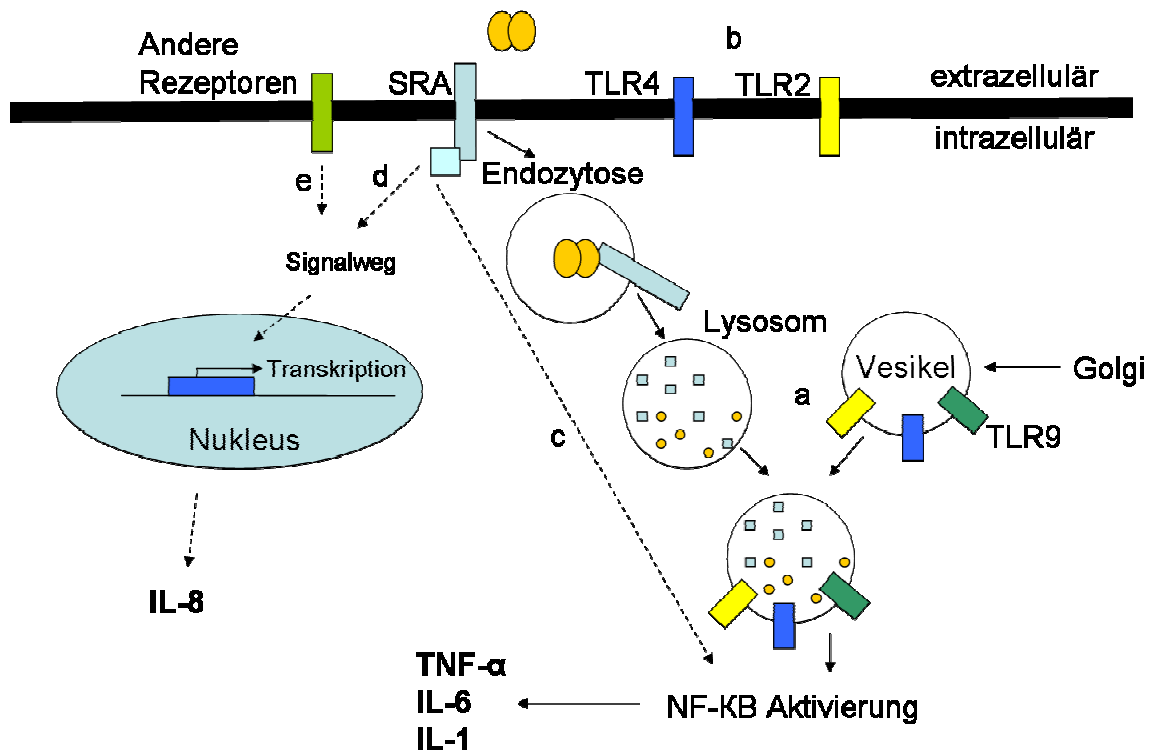 Andere
Rezeptoren
SRA
b
TLR4
TLR2
extrazellulär
intrazellulär
e
d
Endozytose
Signalweg
Lysosom
Transkription
Nukleus
a
Vesikel
Golgi
TLR9
c
IL-8
TNF-α
IL-6
IL-1
NF-KB Aktivierung